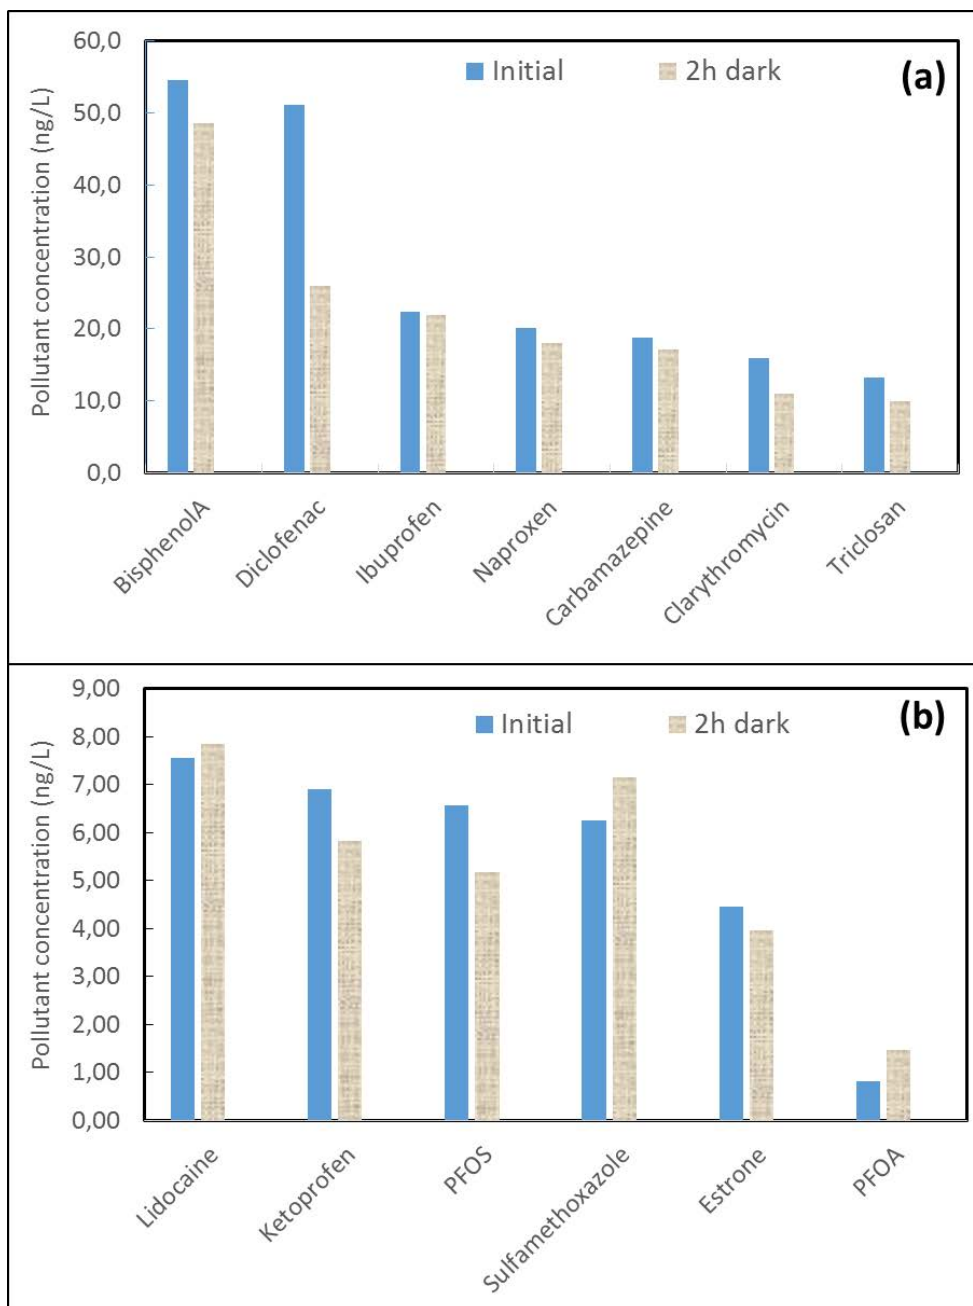 60,0
50,0
40,0
30,0
20,0
10,0
0,0
Pollutant concentration (ng/L)
Initial
2h dark
(a)
BisphenolA
Diclofenac
Ibuprofen
Naproxen
Carbamazepine
Clarythromycin
Triclosan
9,00
8,00
7,00
6,00
5,00
4,00
3,00
2,00
1,00
0,00
Pollutant concentration (ng/L)
Initial
2h dark
(b)
Lidocaine
Ketoprofen
PFOS
Sulfamethoxazole
Estrone
PFOA